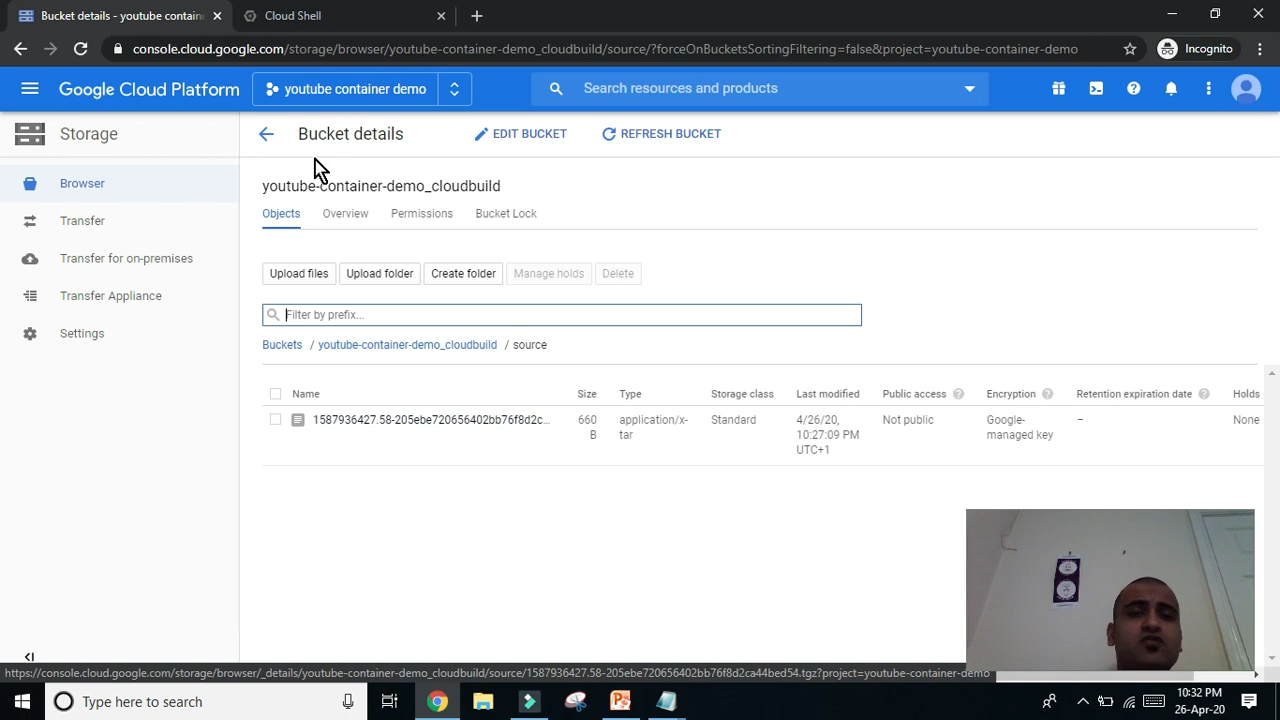 Bucket details - youtube contain
Cloud Shell
console.cloud.google.com/storage/browser/youtube-container-demo_cloudbuild/source/?forceOnBucketsSortingFiltering=false&project=youtube-container-demo
Incognito
Google Cloud Platform
youtube container demo
Search resources and products
Storage
Bucket details
EDIT BUCKET
REFRESH BUCKET
Browser
Transfer
Transfer for on-premises
Transfer Appliance
Settings
youtube-container-demo_cloudbuild
Objects Overview Permissions Bucket Lock
Upload files Upload folder Create folder Manage holds Delete
Filter by prefix...
Buckets / youtube-container-demo_cloudbuild / source
Name Size Type Storage class Last modified Public access Encryption Retention expiration date Holds
1587936427.58-205ebe720656402bb76f8d2c... 660 B application/x-tar Standard 4/26/20, 10:27:09 PM UTC+1 Not public Google-managed key – None
https://console.cloud.google.com/storage/browser/_details/youtube-container-demo_cloudbuild/source/1587936427.58-205ebe720656402bb76f8d2ca44bed54.tgz?project=youtube-container-demo
Type here to search
10:32 PM
26-Apr-20